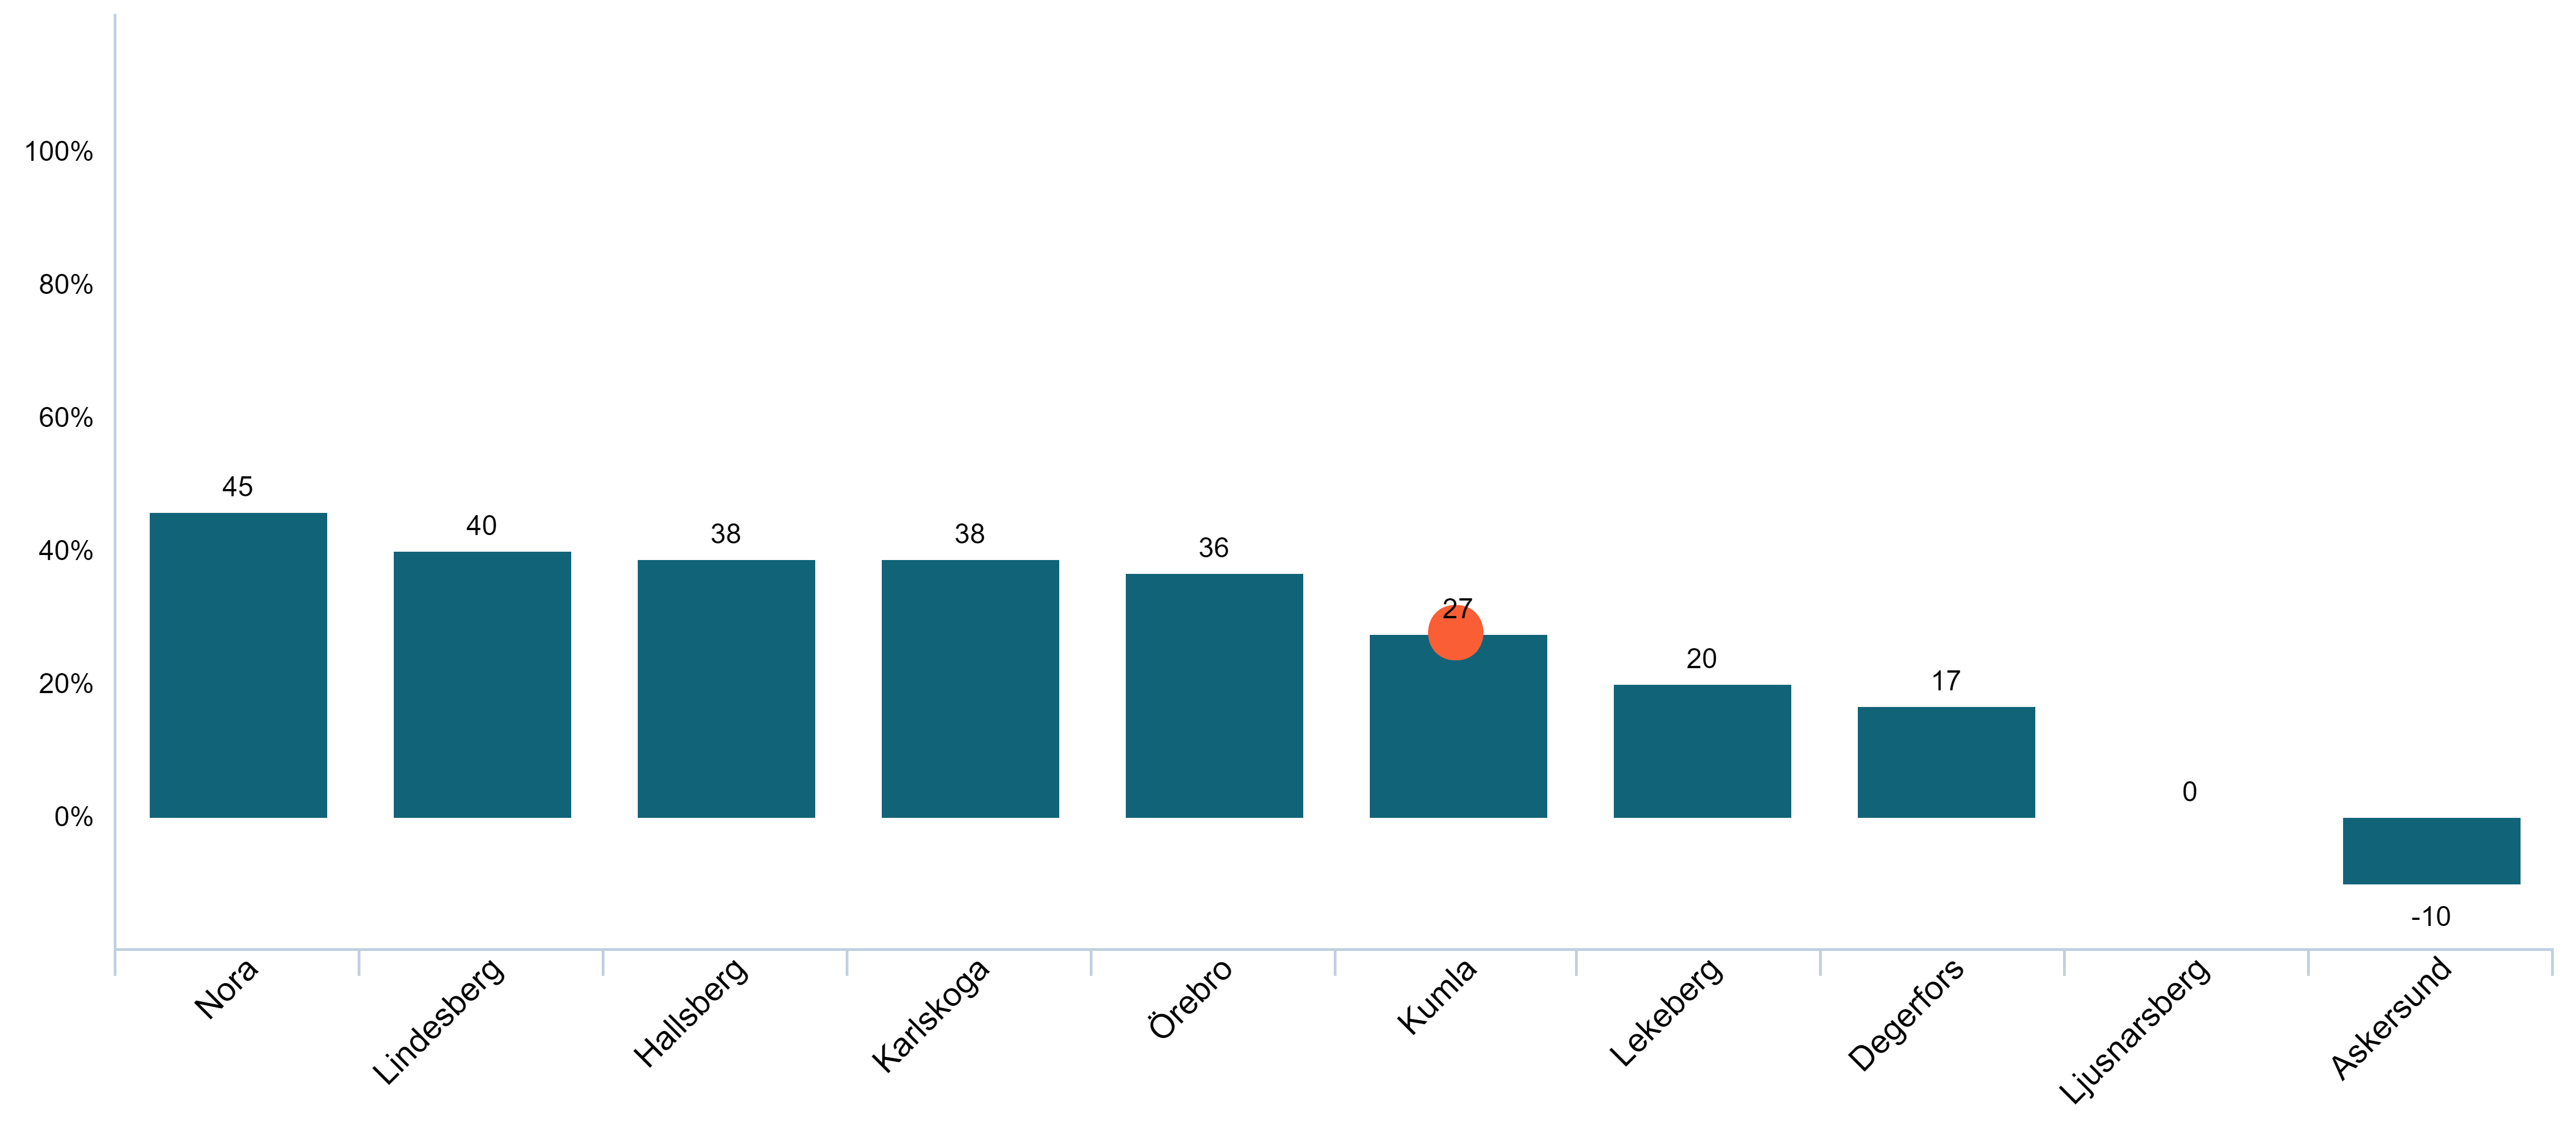 100%
80%
60%
40%
20%
0%
45
40
38
38
36
27
20
17
0
-10
Nora
Lindesberg
Hallsberg
Karlskoga
Örebro
Kumla
Lekeberg
Degerfors
Ljusnarsberg
Askersund